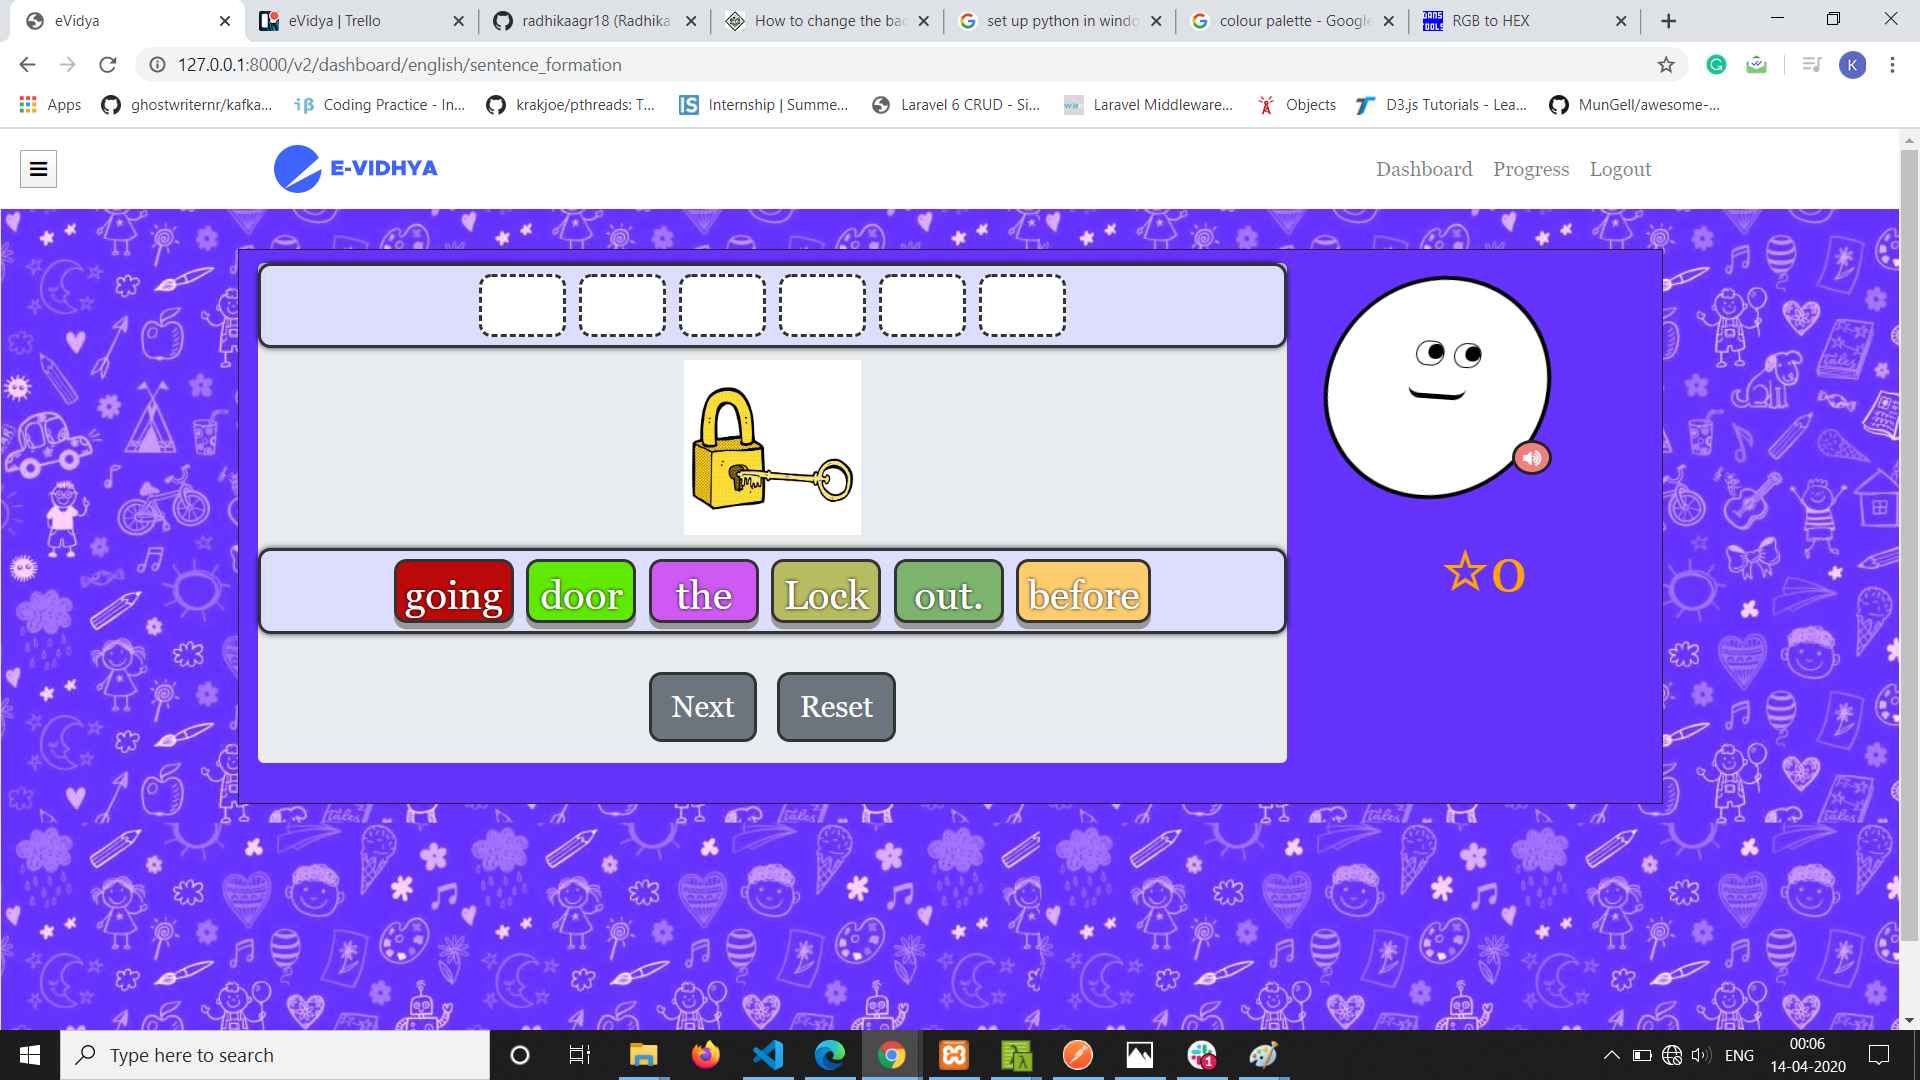 eVidya
eVidya | Trello
radhikaagr18 (Radhika
How to change the bac
set up python in windo
colour palette - Google
RGB to HEX
127.0.0.1:8000/v2/dashboard/english/sentence_formation
K
Apps
ghostwriternr/kafka...
Coding Practice - In...
krakjoe/pthreads: T...
Internship | Summe...
Laravel 6 CRUD - Si...
Laravel Middleware...
Objects
D3.js Tutorials - Lea...
MunGell/awesome-...
E-VIDHYA
Dashboard
Progress
Logout
going
door
the
Lock
out.
before
0
Next
Reset
Type here to search
1
ENG
00:06
14-04-2020